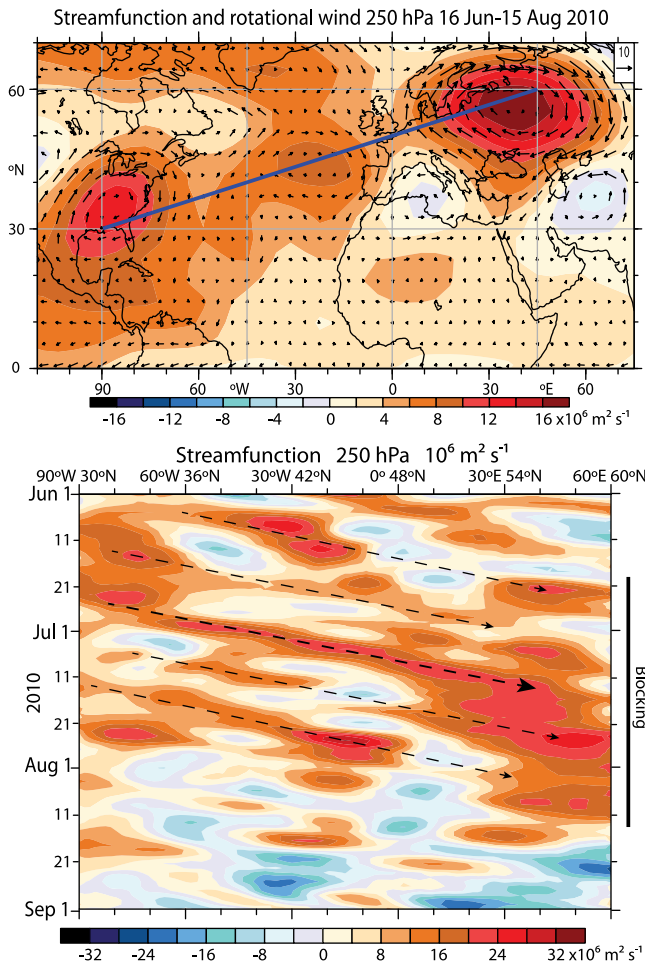 Streamfunction and rotational wind 250 hPa 16 Jun-15 Aug 2010
10
60
ºN
30
0
90 60 ºW 30 0 30 ºE 60
-16 -12 -8 -4 0 4 8 12 16 x10⁶ m² s⁻¹
Streamfunction 250 hPa 10⁶ m² s⁻¹
90ºW 30ºN 60ºW 36ºN 30ºW 42ºN 0º 48ºN 30ºE 54ºN 60ºE 60ºN
Jun 1
11
21
Jul 1
11
2010
21
Aug 1
11
21
Sep 1
Blocking
-32 -24 -16 -8 0 8 16 24 32 x10⁶ m² s⁻¹